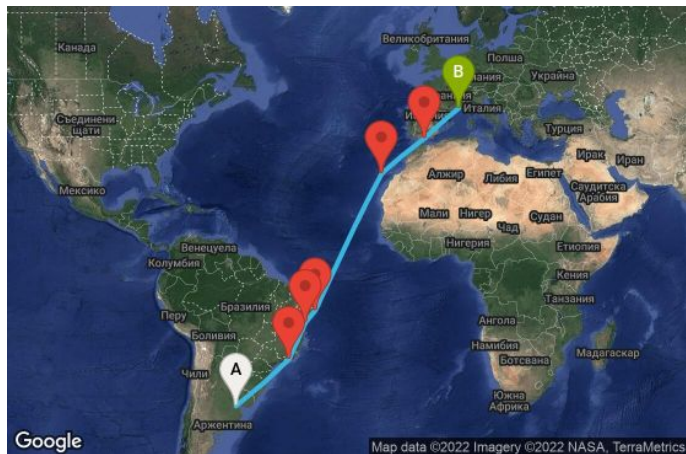 Канада
Великобритания
Полша
Украйна
B
Италия
Съединени
щати
Турция
Мексико
Ирак
Иран
Алжир
Либия
Египет
Саудитска
Арабия
Мали
Нигер
Чад
Судан
Венецуела
Нигерия
Етиопия
Колумбия
Кения
Бразилия
Танзания
Перу
Ангола
Боливия
Мадагаскар
Намибия
Ботсвана
Чили
A
Южна
Африка
Аржентина
Google
Map data ©2022 Imagery ©2022 NASA, TerraMetrics